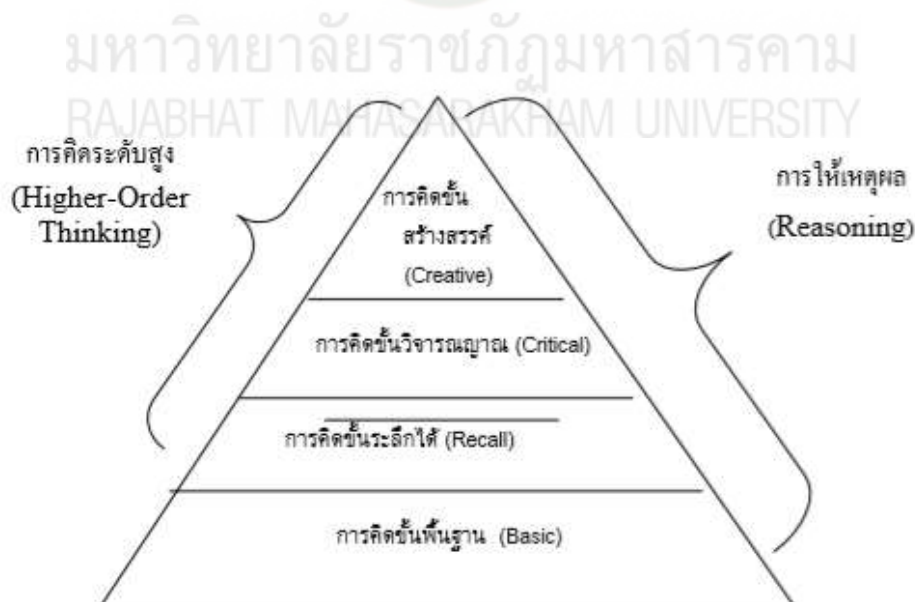 มหาวิทยาลัยราชภัฏมหาสารคาม
RAJABHAT MAHASARAKHAM UNIVERSITY
การคิดระดับสูง
(Higher-Order
Thinking)
การให้เหตุผล
(Reasoning)
การคิดขั้น
สร้างสรรค์
(Creative)
การคิดขั้นวิจารณญาณ (Critical)
การคิดขั้นระลึกได้ (Recall)
การคิดขั้นพื้นฐาน (Basic)